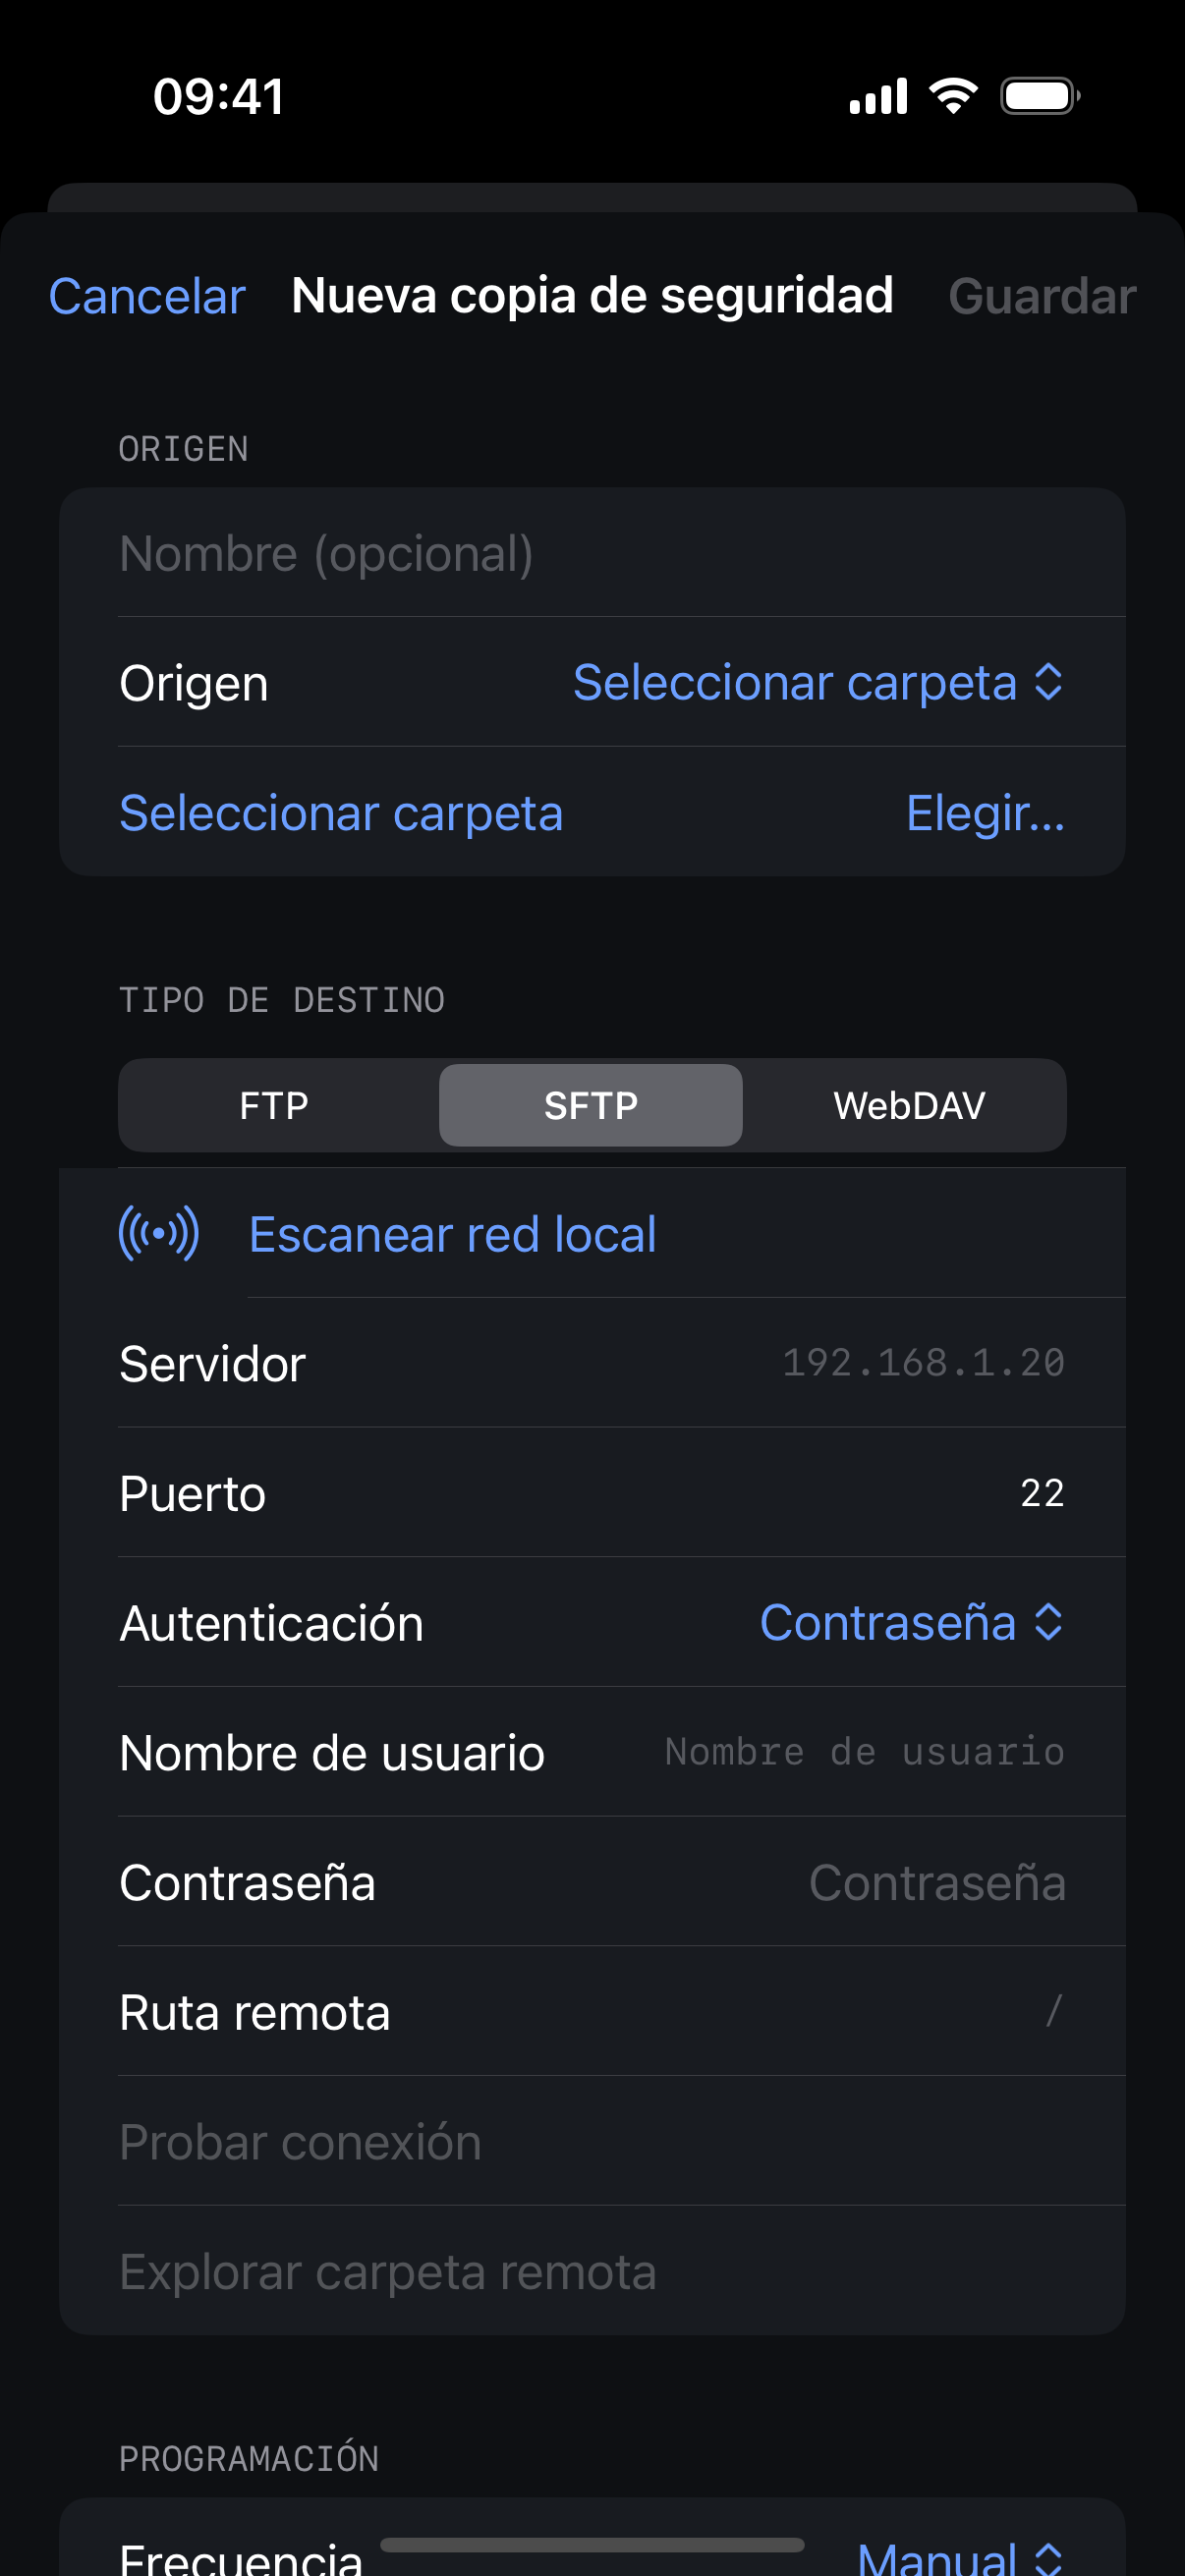 09:41
Cancelar Nueva copia de seguridad Guardar
ORIGEN
Nombre (opcional)
Origen Seleccionar carpeta
Seleccionar carpeta Elegir...
TIPO DE DESTINO
FTP SFTP WebDAV
Escanear red local
Servidor 192.168.1.20
Puerto 22
Autenticación Contraseña
Nombre de usuario Nombre de usuario
Contraseña Contraseña
Ruta remota /
Probar conexión
Explorar carpeta remota
PROGRAMACIÓN
Frecuencia Manual